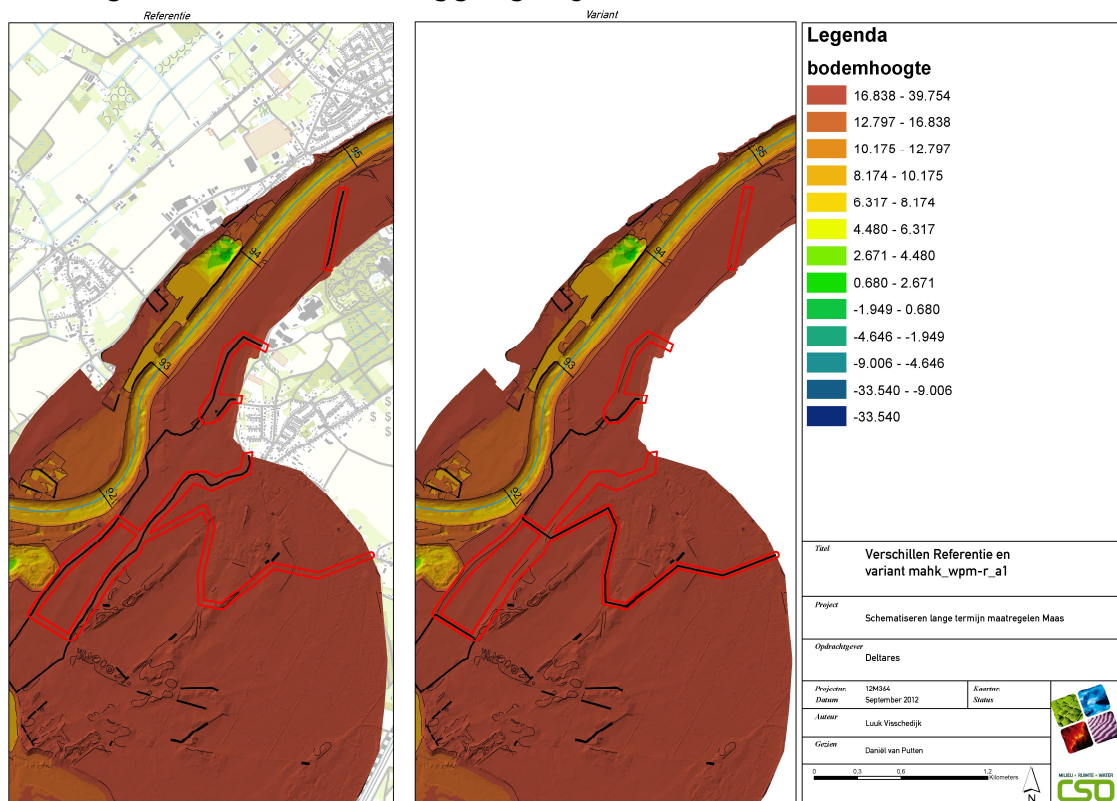 Referentie
Variant
95
94
93
92
95
94
93
92
Legenda
bodemhoogte
16.838 - 39.754
12.797 - 16.838
10.175 - 12.797
8.174 - 10.175
6.317 - 8.174
4.480 - 6.317
2.671 - 4.480
0.680 - 2.671
-1.949 - 0.680
-4.646 - -1.949
-9.006 - -4.646
-33.540 - -9.006
-33.540
Titel
Verschillen Referentie en
variant mahk_wpm-r_a1
Project
Schematiseren lange termijn maatregelen Maas
Opdrachtgever
Deltares
Projectnr. 12M364 Kaartnr.
Datum September 2012 Status
Auteur
Luuk Visschedijk
Gezien
Daniël van Putten
0 0,3 0,6 1,2
Kilometers
N
MILIEU • RUIMTE • WATER
CSO